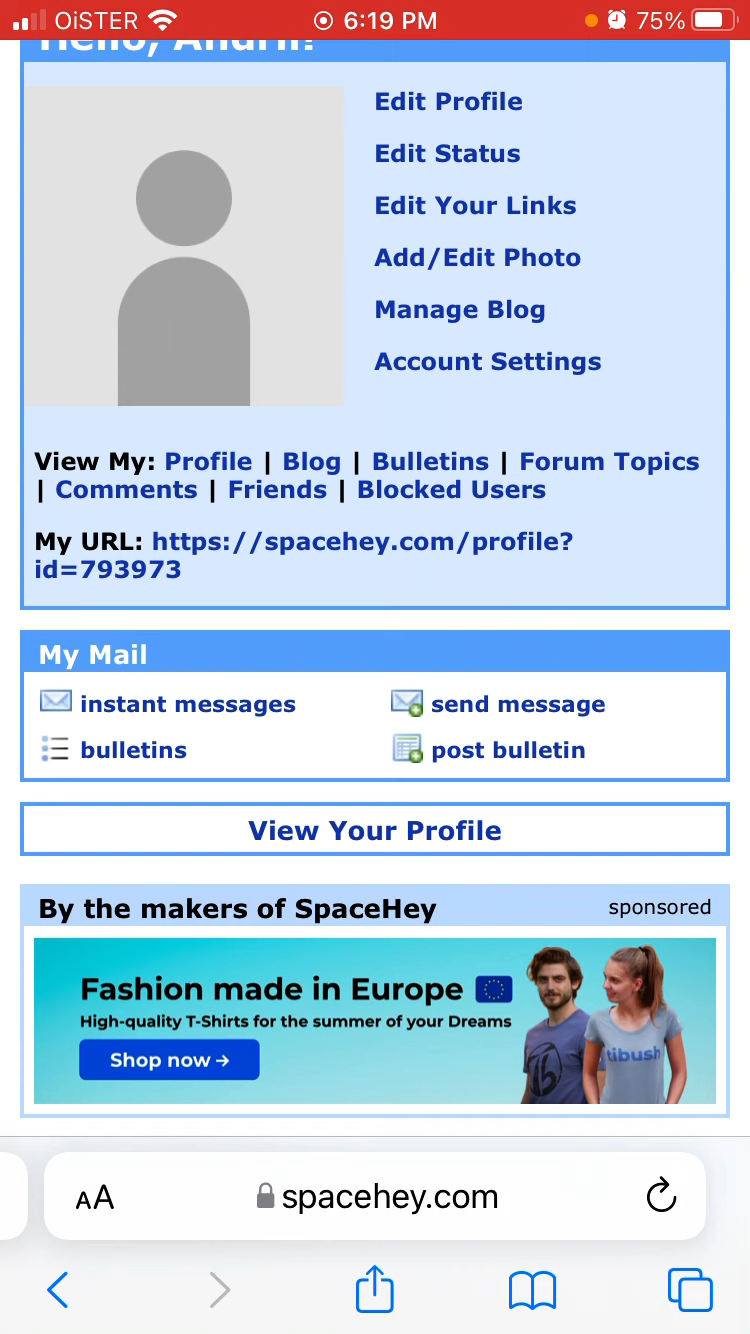 OiSTER 6:19 PM 75%
Hello, Andrii!
Edit Profile
Edit Status
Edit Your Links
Add/Edit Photo
Manage Blog
Account Settings
View My: Profile | Blog | Bulletins | Forum Topics
| Comments | Friends | Blocked Users
My URL: https://spacehey.com/profile?
id=793973
My Mail
instant messages send message
bulletins post bulletin
View Your Profile
By the makers of SpaceHey sponsored
Fashion made in Europe
High-quality T-Shirts for the summer of your Dreams
Shop now →
tibush
AA spacehey.com